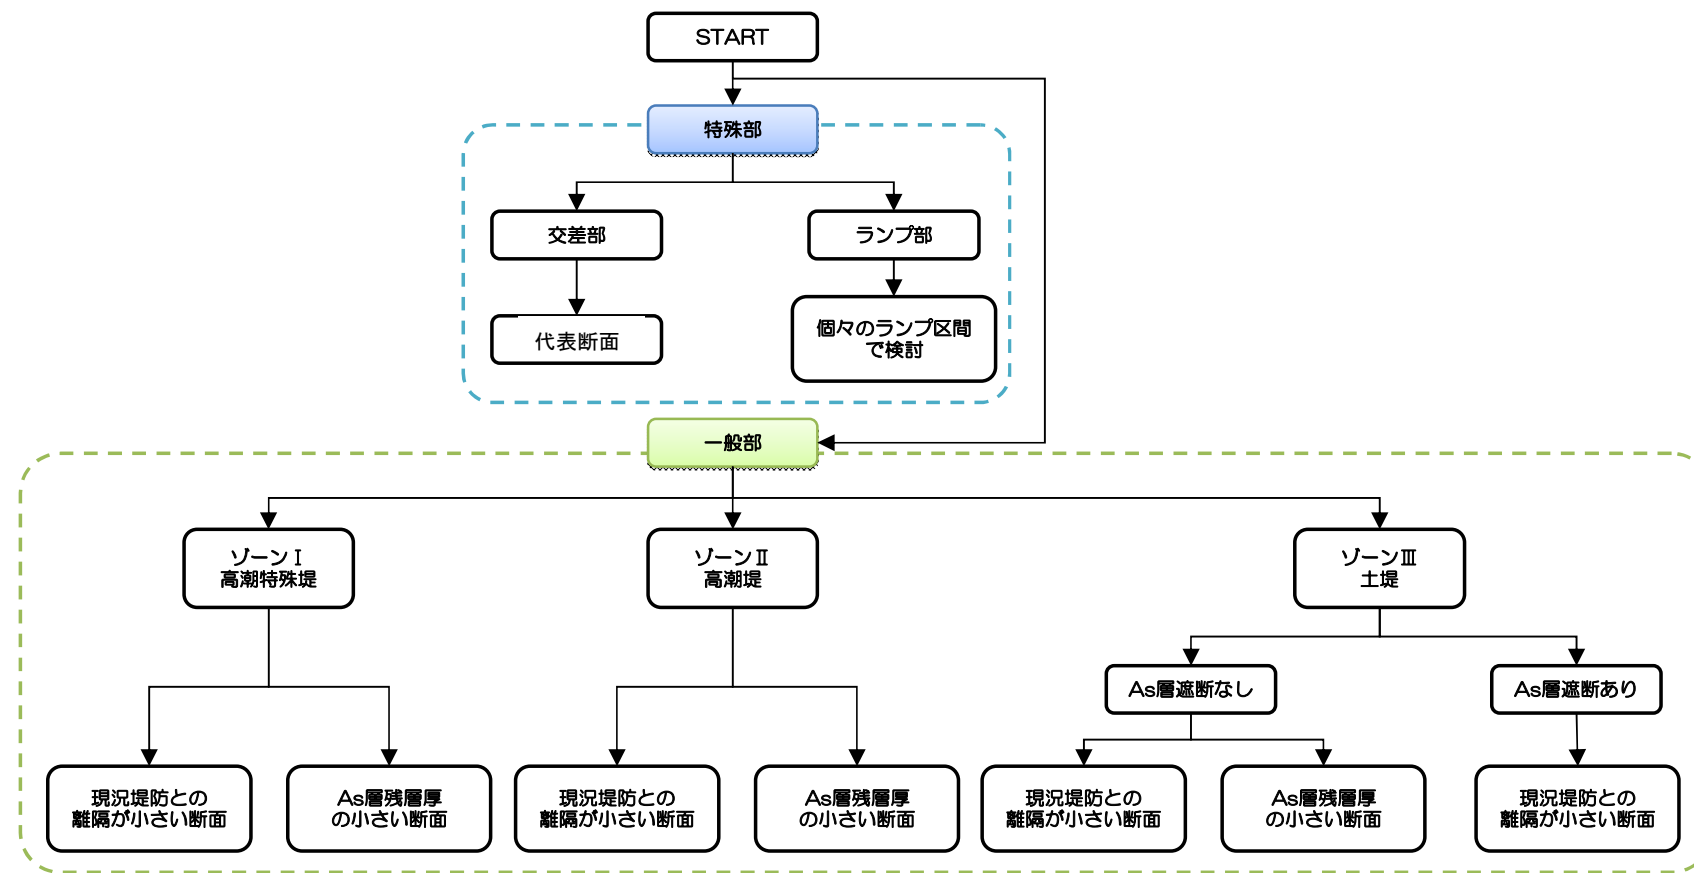 START
特殊部
交差部
ランプ部
代表断面
個々のランプ区間
で検討
一般部
ゾーンⅠ
高潮特殊堤
ゾーンⅡ
高潮堤
ゾーンⅢ
土堤
As層遮断なし
As層遮断あり
現況堤防との
離隔が小さい断面
As層残層厚
の小さい断面
現況堤防との
離隔が小さい断面
As層残層厚
の小さい断面
現況堤防との
離隔が小さい断面
As層残層厚
の小さい断面
現況堤防との
離隔が小さい断面